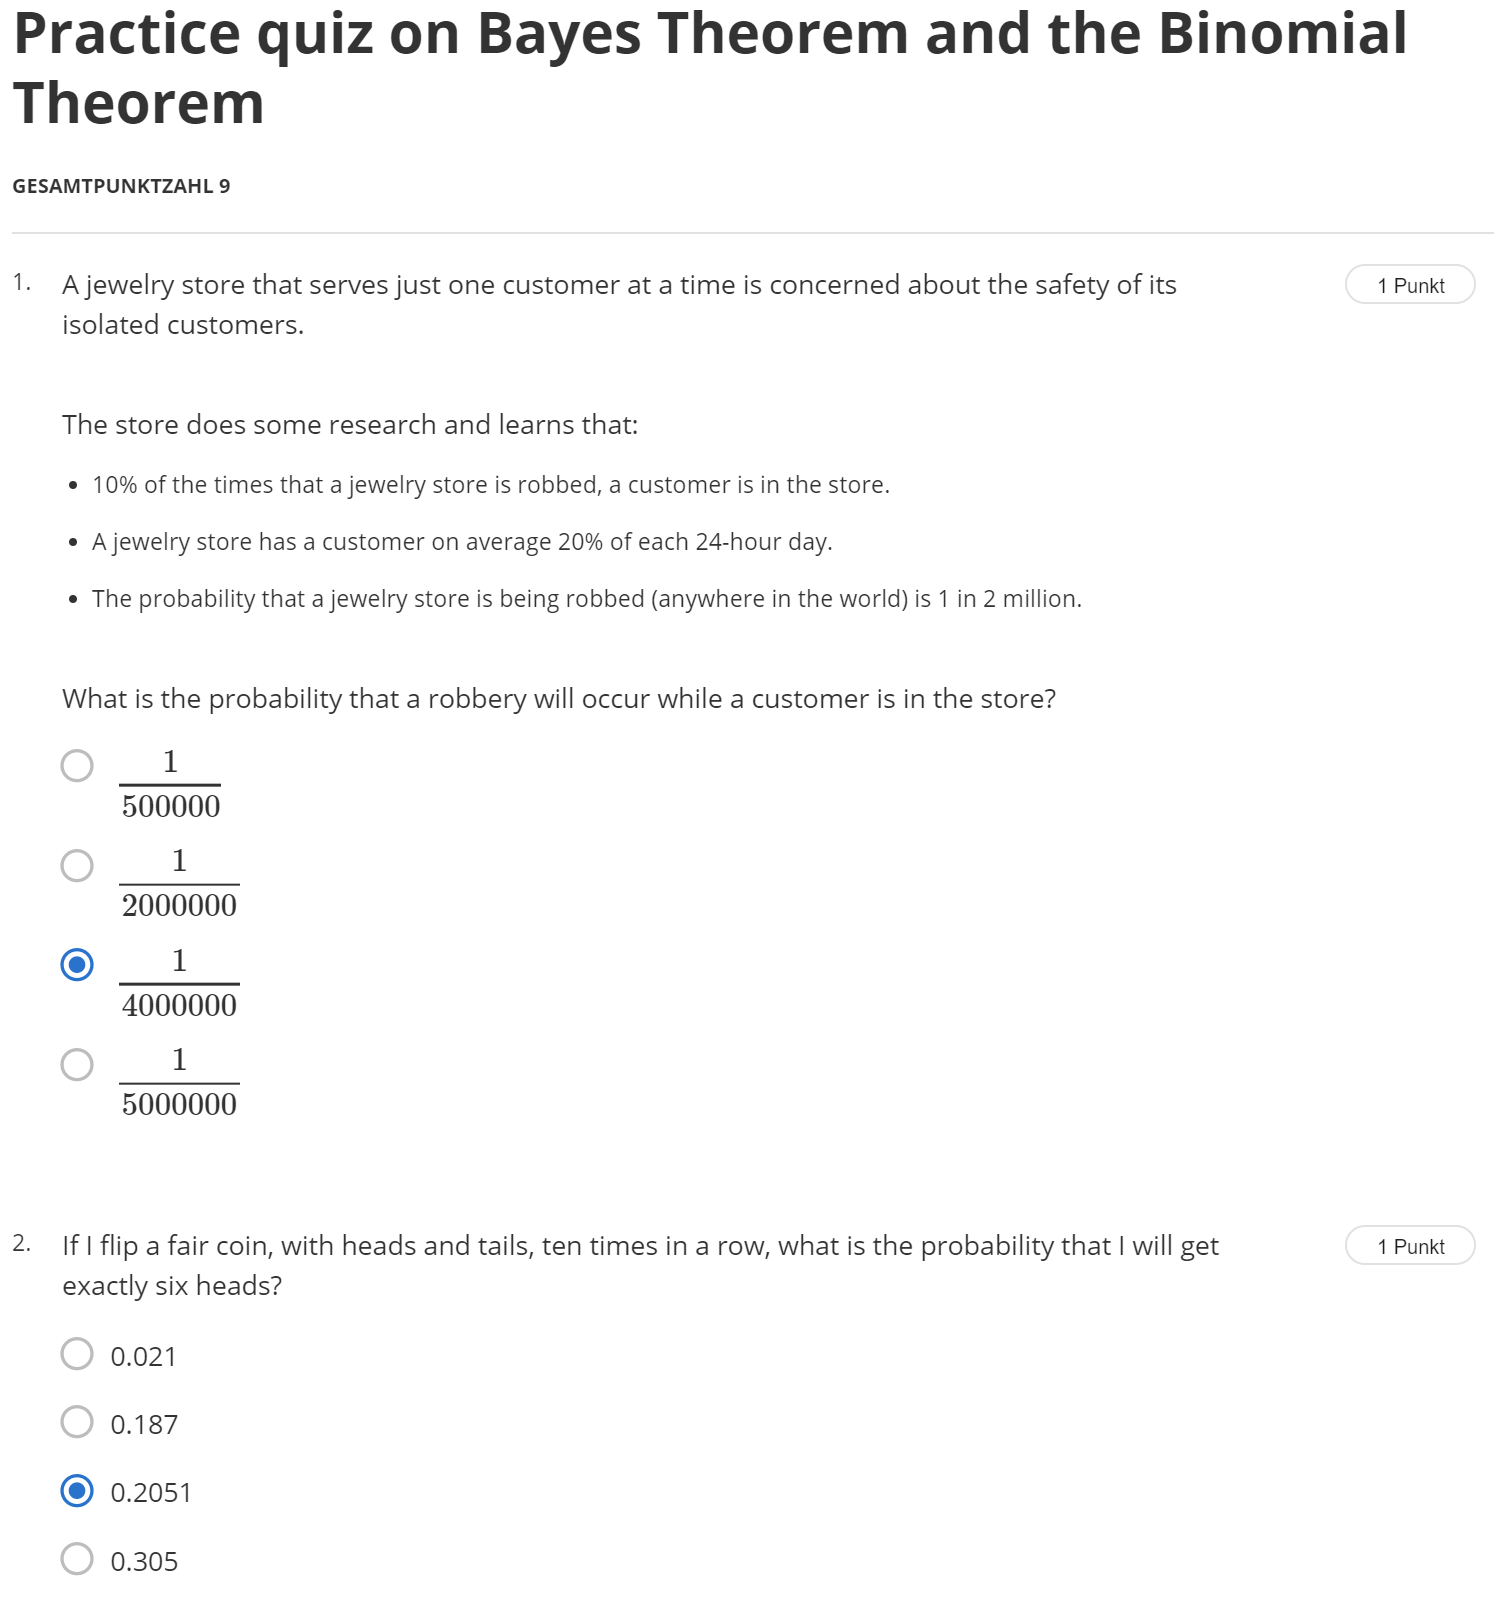 Practice quiz on Bayes Theorem and the Binomial
Theorem
GESAMTPUNKTZAHL 9
1. A jewelry store that serves just one customer at a time is concerned about the safety of its
isolated customers.
1 Punkt
The store does some research and learns that:
• 10% of the times that a jewelry store is robbed, a customer is in the store.
• A jewelry store has a customer on average 20% of each 24-hour day.
• The probability that a jewelry store is being robbed (anywhere in the world) is 1 in 2 million.
What is the probability that a robbery will occur while a customer is in the store?
1
500000
1
2000000
1
4000000
1
5000000
2. If I flip a fair coin, with heads and tails, ten times in a row, what is the probability that I will get
exactly six heads?
1 Punkt
0.021
0.187
0.2051
0.305